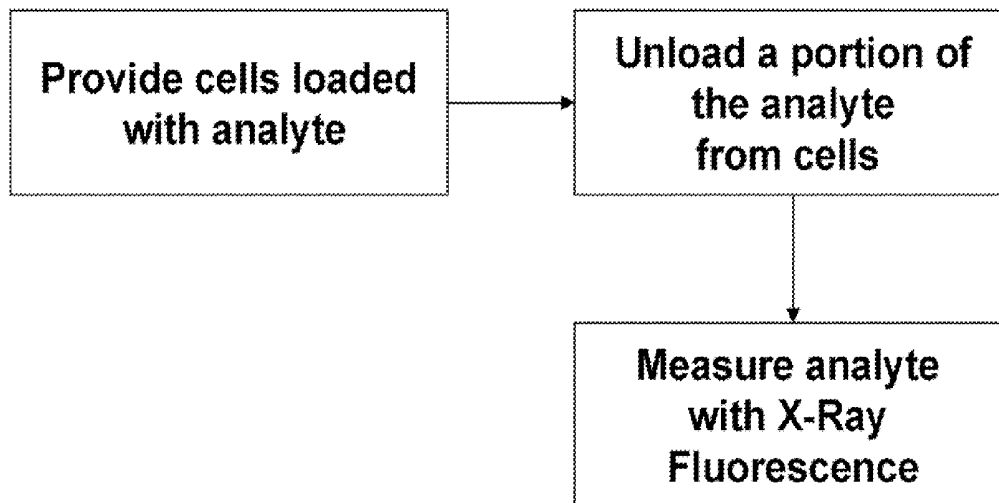 Provide cells loaded
with analyte
Unload a portion of
the analyte
from cells
Measure analyte
with X-Ray
Fluorescence